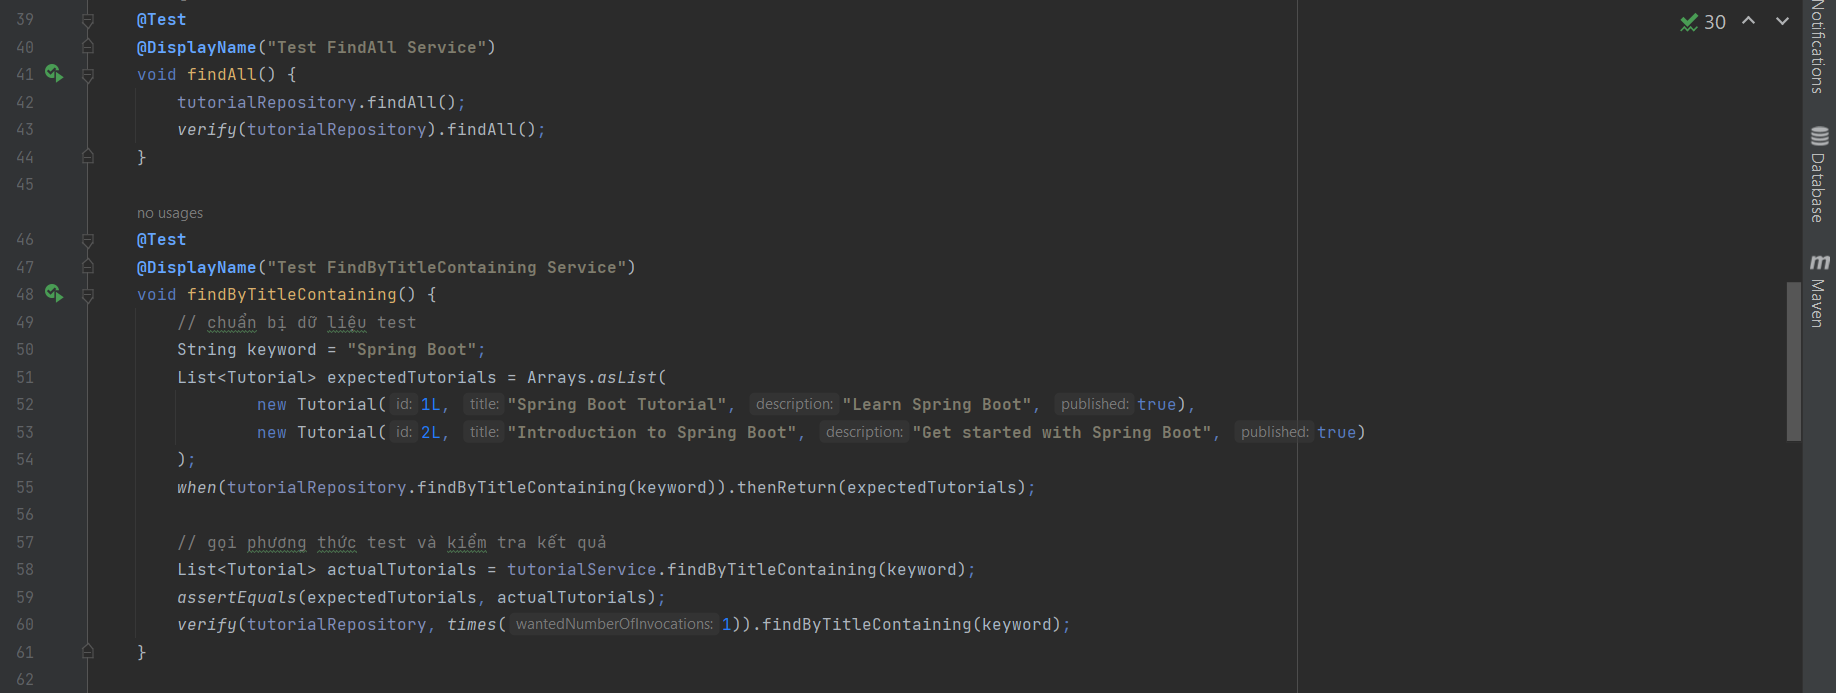 39 @Test
40 @DisplayName("Test FindAll Service")
41 void findAll() {
42 tutorialRepository.findAll();
43 verify(tutorialRepository).findAll();
44 }
45
no usages
46 @Test
47 @DisplayName("Test FindByTitleContaining Service")
48 void findByTitleContaining() {
49 // chuẩn bị dữ liệu test
50 String keyword = "Spring Boot";
51 List<Tutorial> expectedTutorials = Arrays.asList(
52 new Tutorial( id: 1L, title: "Spring Boot Tutorial", description: "Learn Spring Boot", published: true),
53 new Tutorial( id: 2L, title: "Introduction to Spring Boot", description: "Get started with Spring Boot", published: true)
54 );
55 when(tutorialRepository.findByTitleContaining(keyword)).thenReturn(expectedTutorials);
56
57 // gọi phương thức test và kiểm tra kết quả
58 List<Tutorial> actualTutorials = tutorialService.findByTitleContaining(keyword);
59 assertEquals(expectedTutorials, actualTutorials);
60 verify(tutorialRepository, times( wantedNumberOfInvocations: 1)).findByTitleContaining(keyword);
61 }
62
30
Notifications
Database
m Maven